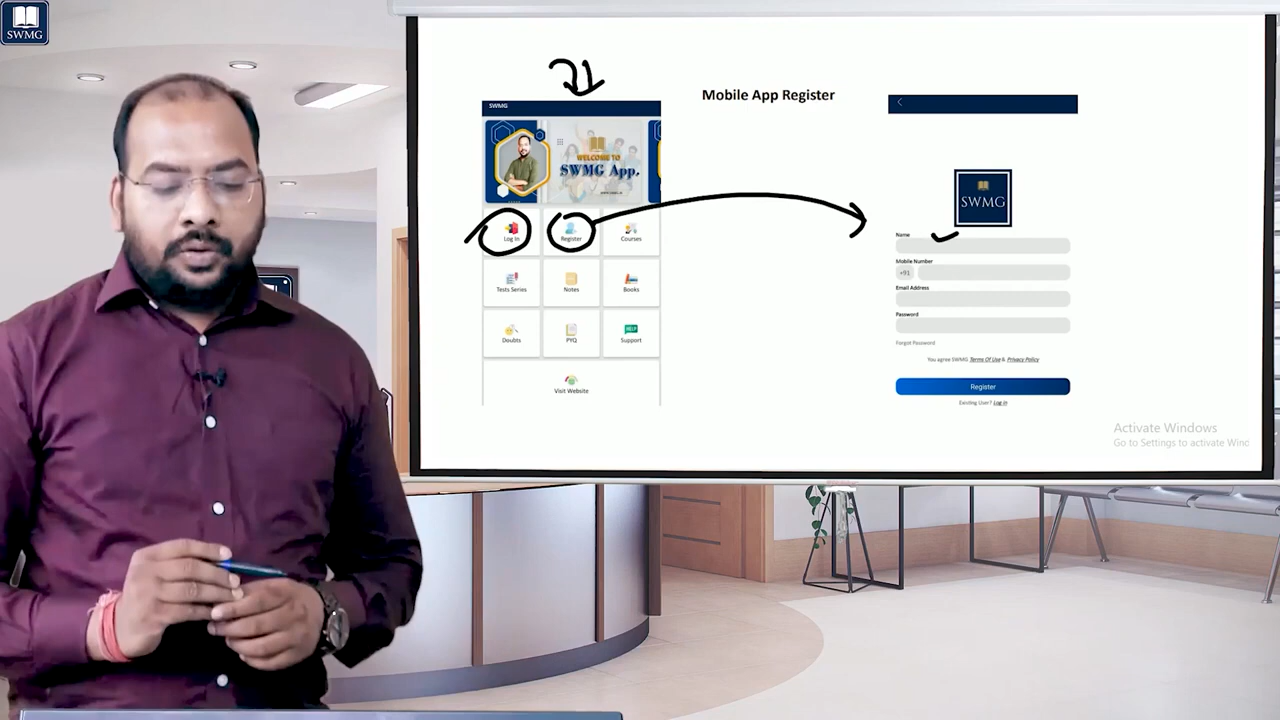 SWMG
21
Mobile App Register
SWMG
WELCOME TO
SWMG App.
Log In
Register
Courses
Tests Series
Notes
Books
Doubts
PYQ
HELP
Support
Visit Website
SWMG
Name
Mobile Number
+91
Email Address
Password
Forgot Password
You agree SWMG Terms Of Use & Privacy Policy
Register
Existing User? Log in
Activate Windows
Go to Settings to activate Winc